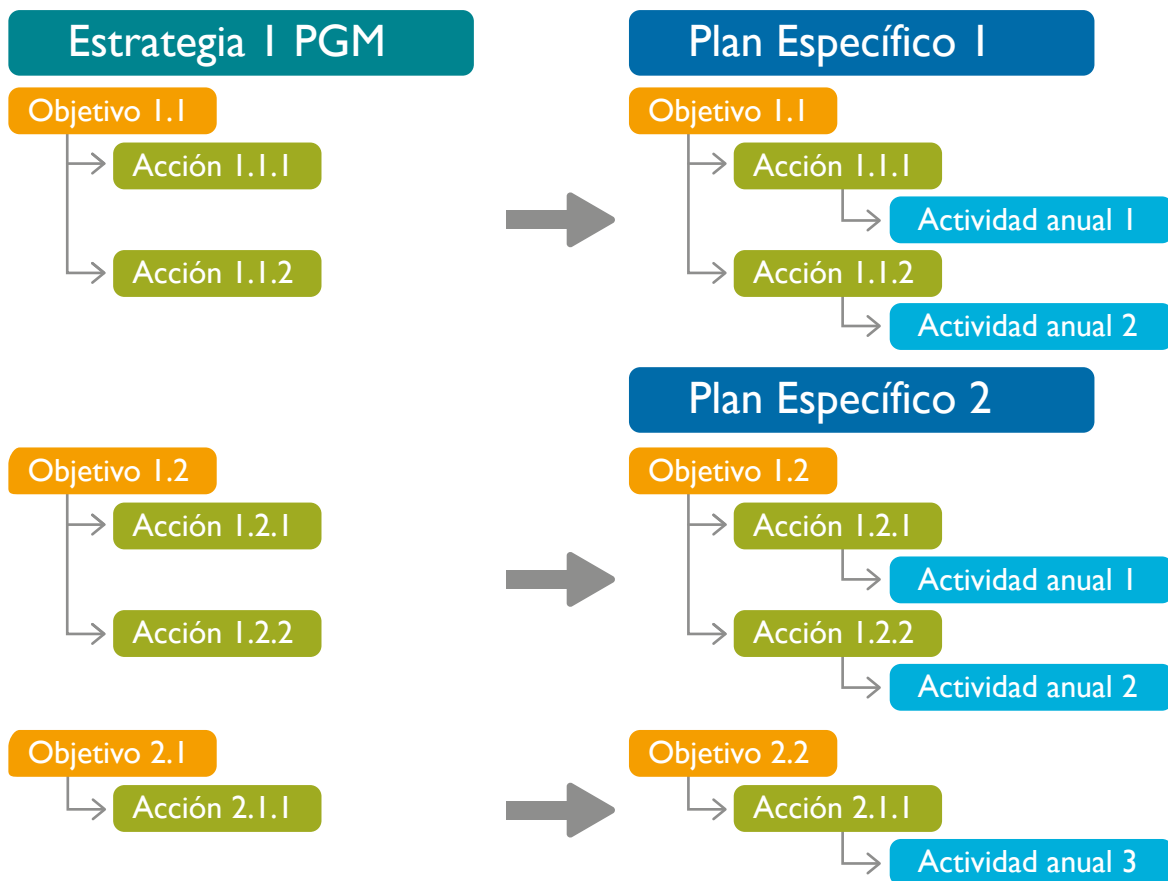 Estrategia 1 PGM
Objetivo 1.1
Acción 1.1.1
Acción 1.1.2
Objetivo 1.2
Acción 1.2.1
Acción 1.2.2
Objetivo 2.1
Acción 2.1.1
Plan Específico 1
Objetivo 1.1
Acción 1.1.1
Actividad anual 1
Acción 1.1.2
Actividad anual 2
Plan Específico 2
Objetivo 1.2
Acción 1.2.1
Actividad anual 1
Acción 1.2.2
Actividad anual 2
Objetivo 2.2
Acción 2.1.1
Actividad anual 3